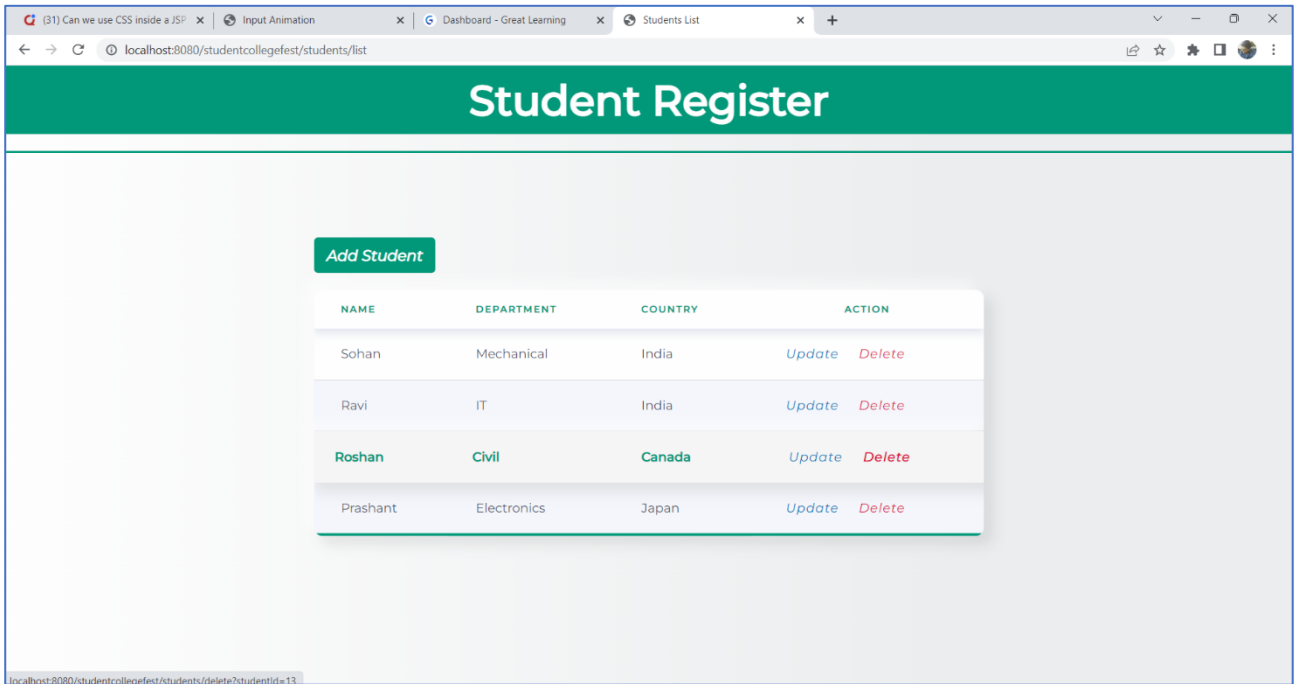 (31) Can we use CSS inside a JSP
Input Animation
Dashboard - Great Learning
Students List
localhost:8080/studentcollegefest/students/list
Student Register
Add Student
NAME DEPARTMENT COUNTRY ACTION
Sohan Mechanical India Update Delete
Ravi IT India Update Delete
Roshan Civil Canada Update Delete
Prashant Electronics Japan Update Delete
localhost:8080/studentcollegefest/students/delete?studentId=13